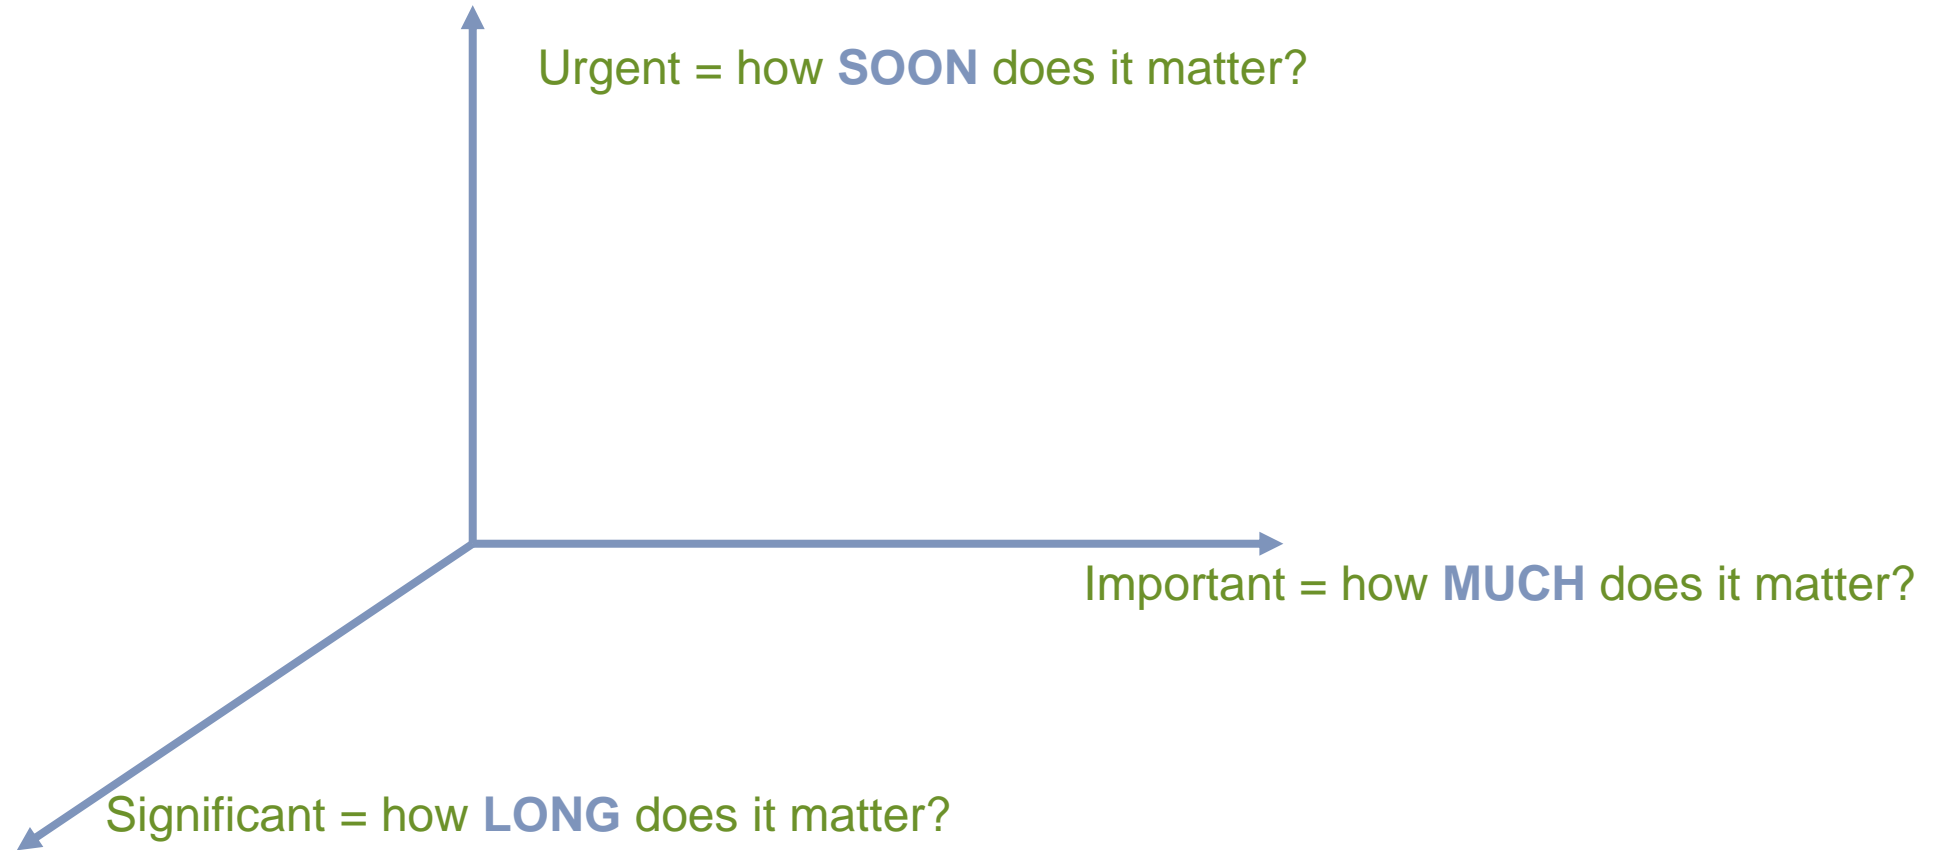 Urgent = how SOON does it matter?
Important = how MUCH does it matter?
Significant = how LONG does it matter?